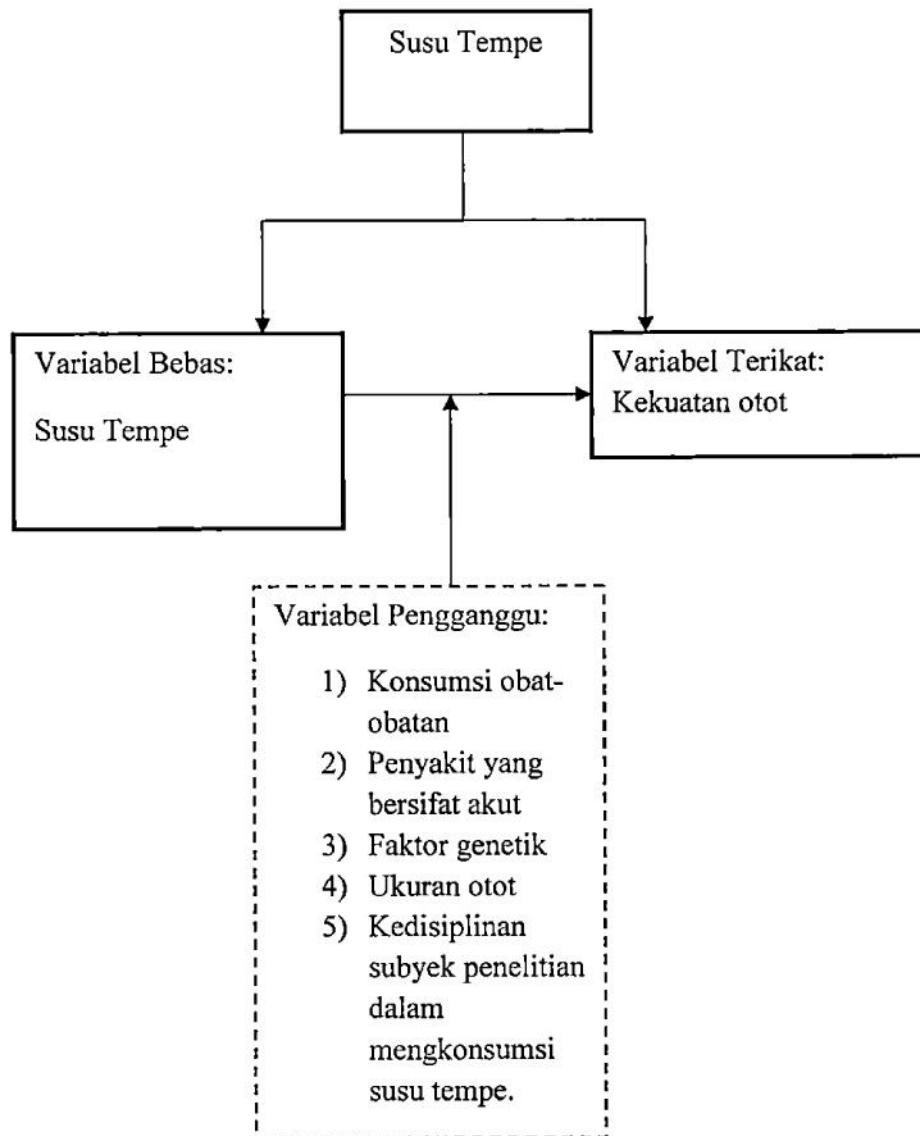 Susu Tempe
Variabel Bebas:
Susu Tempe
Variabel Terikat:
Kekuatan otot
Variabel Pengganggu:
1) Konsumsi obat-
obatan
2) Penyakit yang
bersifat akut
3) Faktor genetik
4) Ukuran otot
5) Kedisiplinan
subyek penelitian
dalam
mengkonsumsi
susu tempe.